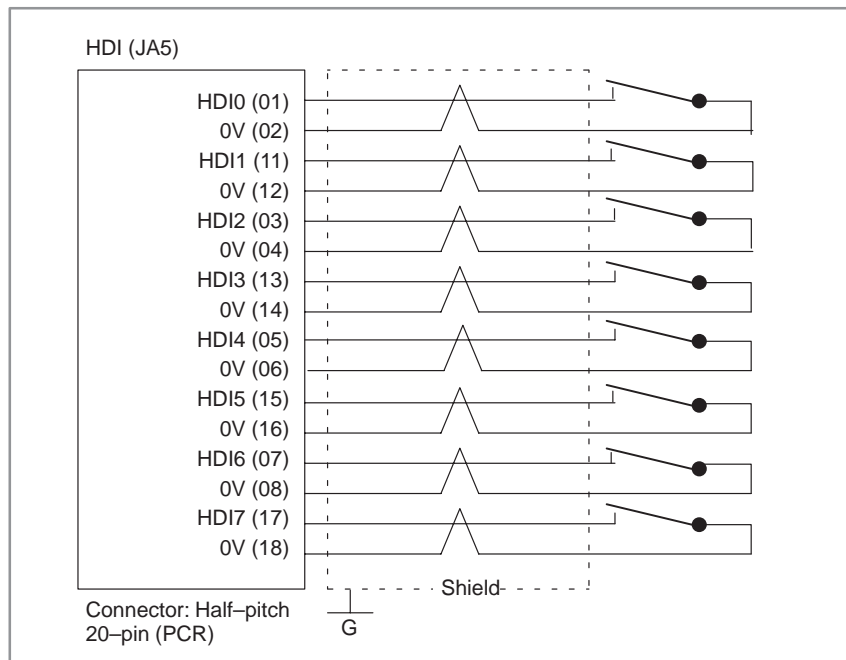 HDI (JA5)
HDI0 (01)
0V (02)
HDI1 (11)
0V (12)
HDI2 (03)
0V (04)
HDI3 (13)
0V (14)
HDI4 (05)
0V (06)
HDI5 (15)
0V (16)
HDI6 (07)
0V (08)
HDI7 (17)
0V (18)
Shield
G
Connector: Half–pitch
20–pin (PCR)